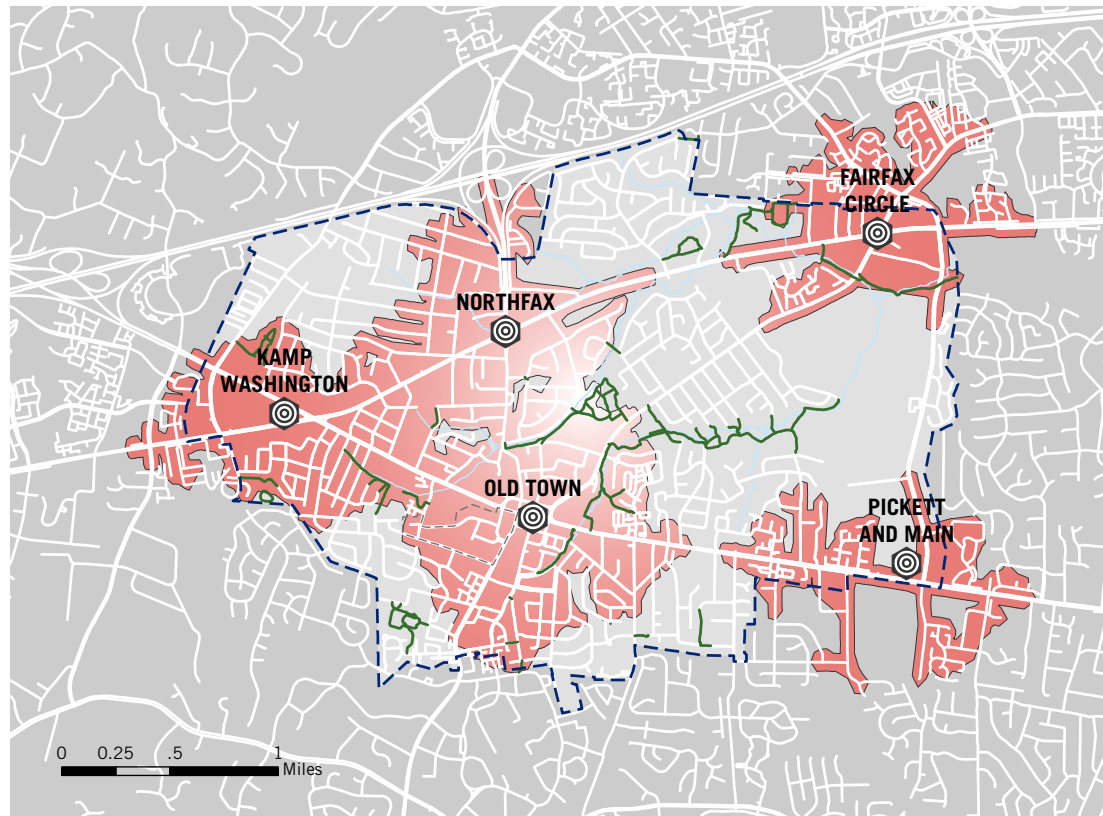 FAIRFAX
CIRCLE
NORTHFAX
KAMP
WASHINGTON
OLD TOWN
PICKETT
AND MAIN
0 0.25 .5 1
Miles